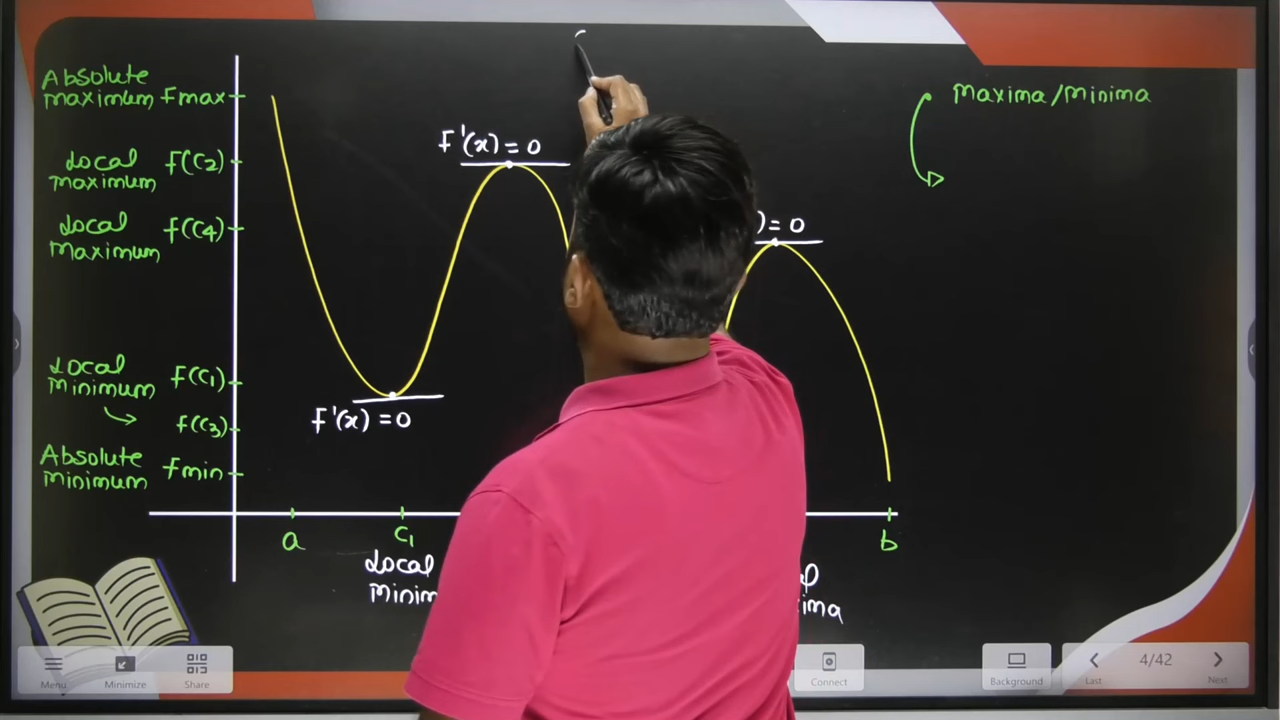 Absolute
maximum fmax
Local f(C2)
maximum
Local f(C4)
Maximum
Local f(C1)
Minimum
f(C3)
Absolute
minimum fmin
f'(x) = 0
f'(x) = 0
) = 0
a
C1
b
Local
Minim
ima
Maxima/Minima
Menu
Minimize
Share
Connect
Background
Last
4/42
Next